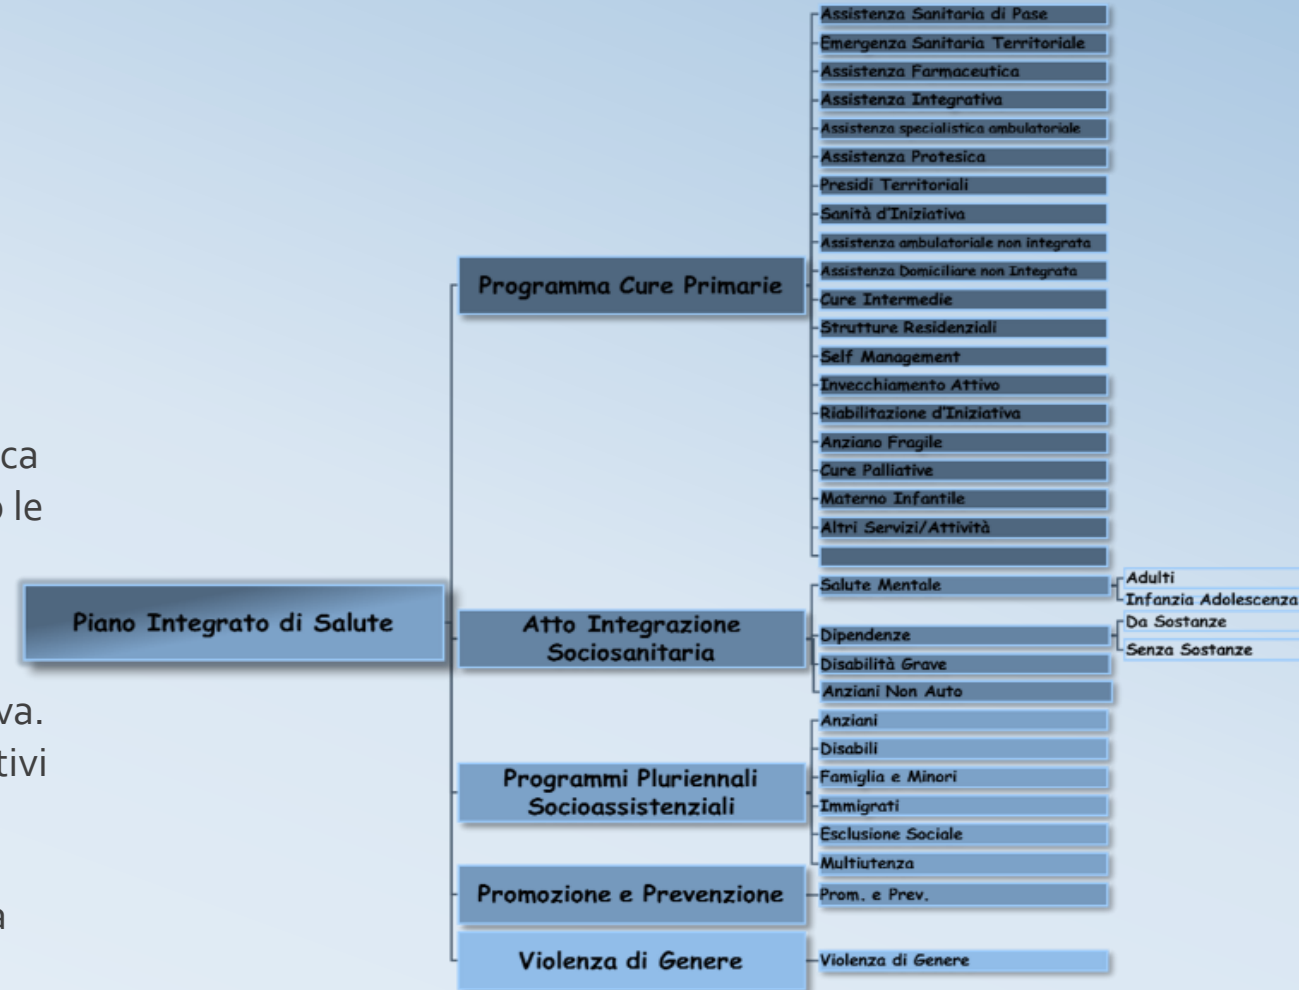 ca
le
va.
tivi
a
Piano Integrato di Salute
Programma Cure Primarie
Assistenza Sanitaria di Pase
Emergenza Sanitaria Territoriale
Assistenza Farmaceutica
Assistenza Integrativa
Assistenza specialistica ambulatoriale
Assistenza Protesica
Presidi Territoriali
Sanità d'Iniziativa
Assistenza ambulatoriale non integrata
Assistenza Domiciliare non Integrata
Cure Intermedie
Strutture Residenziali
Self Management
Invecchiamento Attivo
Riabilitazione d'Iniziativa
Anziano Fragile
Cure Palliative
Materno Infantile
Altri Servizi/Attività
Atto Integrazione
Sociosanitaria
Salute Mentale
Adulti
Infanzia Adolescenza
Dipendenze
Da Sostanze
Senza Sostanze
Disabilità Grave
Anziani Non Auto
Programmi Pluriennali
Socioassistenziali
Anziani
Disabili
Famiglia e Minori
Immigrati
Esclusione Sociale
Multiutenza
Promozione e Prevenzione
Prom. e Prev.
Violenza di Genere
Violenza di Genere